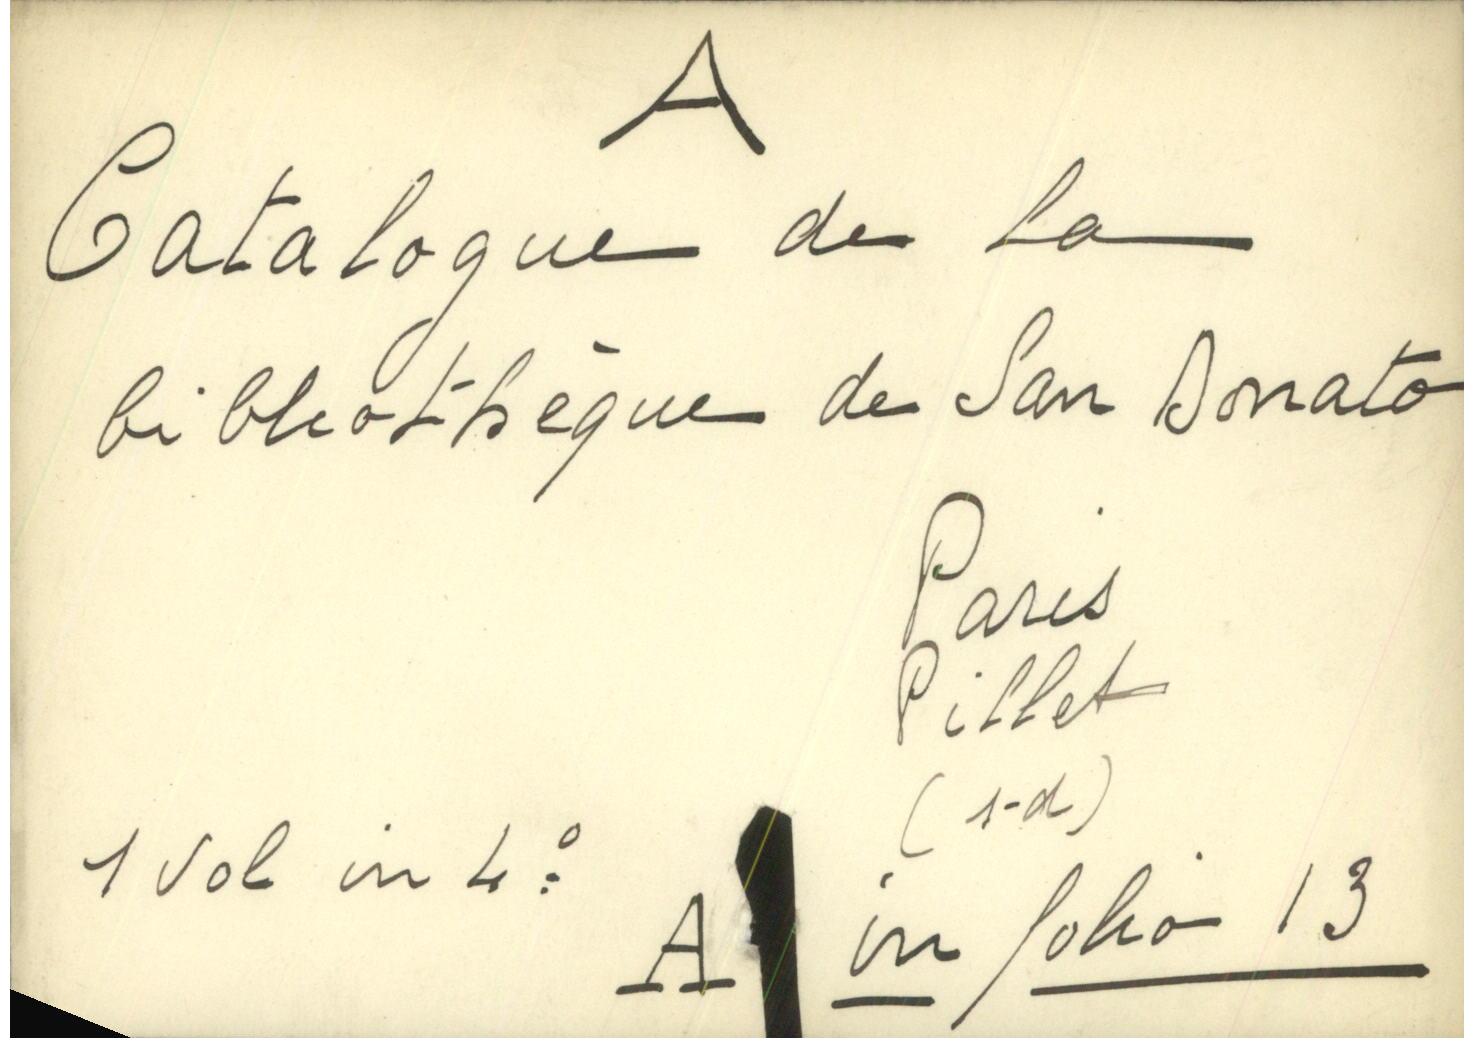 A
Catalogue de la
bibliothèque de San Donato
Paris
Pillet
(s-d)
1 vol in 4°
A in folio 13